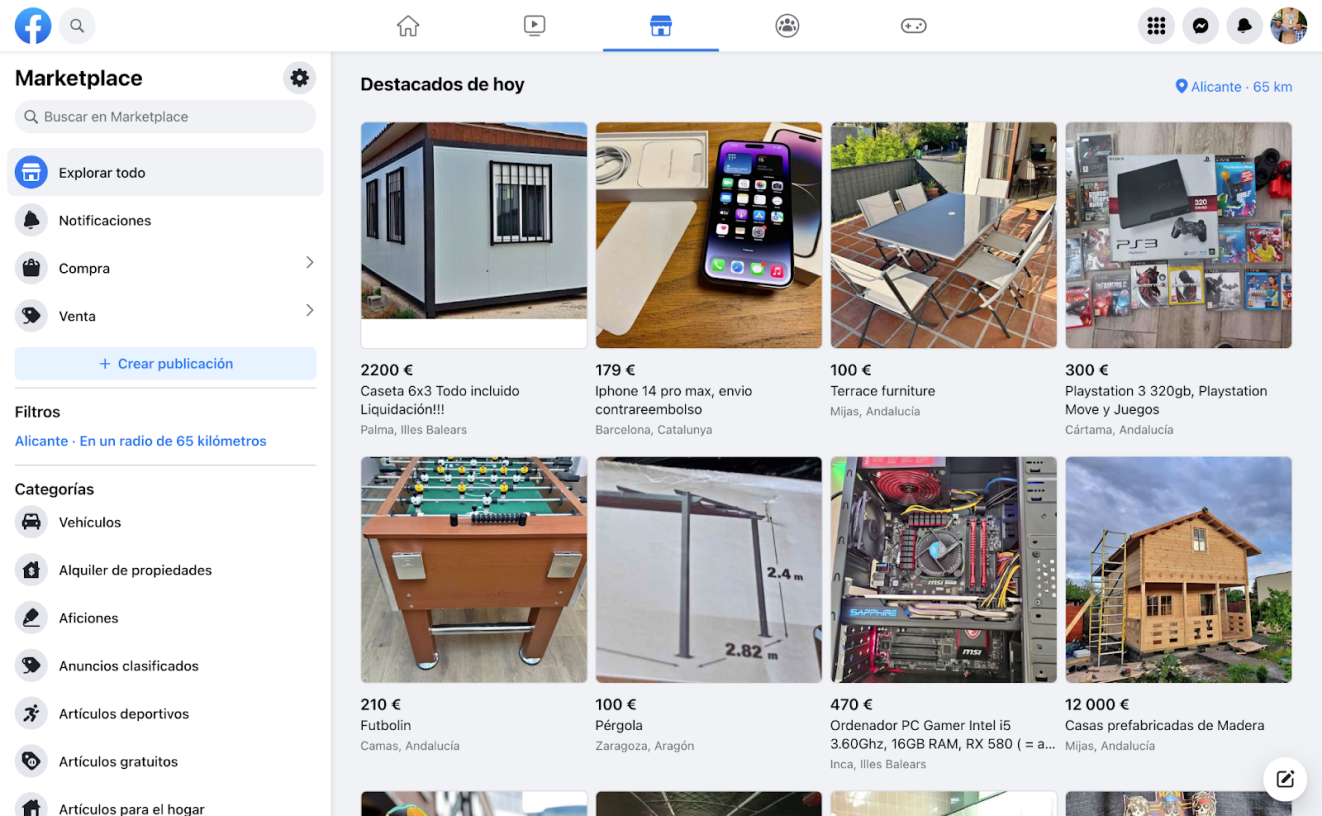 Marketplace
Buscar en Marketplace
Explorar todo
Notificaciones
Compra
Venta
+ Crear publicación
Filtros
Alicante · En un radio de 65 kilómetros
Categorías
Vehículos
Alquiler de propiedades
Aficiones
Anuncios clasificados
Artículos deportivos
Artículos gratuitos
Artículos para el hogar
Destacados de hoy
Alicante · 65 km
2200 €
Caseta 6x3 Todo incluido
Liquidación!!!
Palma, Illes Balears
179 €
Iphone 14 pro max, envio
contrareembolso
Barcelona, Catalunya
100 €
Terrace furniture
Mijas, Andalucía
SONY
320
PS3
300 €
Playstation 3 320gb, Playstation
Move y Juegos
Cártama, Andalucía
210 €
Futbolin
Camas, Andalucía
2.4 m
2.82 m
100 €
Pérgola
Zaragoza, Aragón
msi
SAPPHIRE
msi
470 €
Ordenador PC Gamer Intel i5
3.60Ghz, 16GB RAM, RX 580 ( = a...
Inca, Illes Balears
12 000 €
Casas prefabricadas de Madera
Mijas, Andalucía